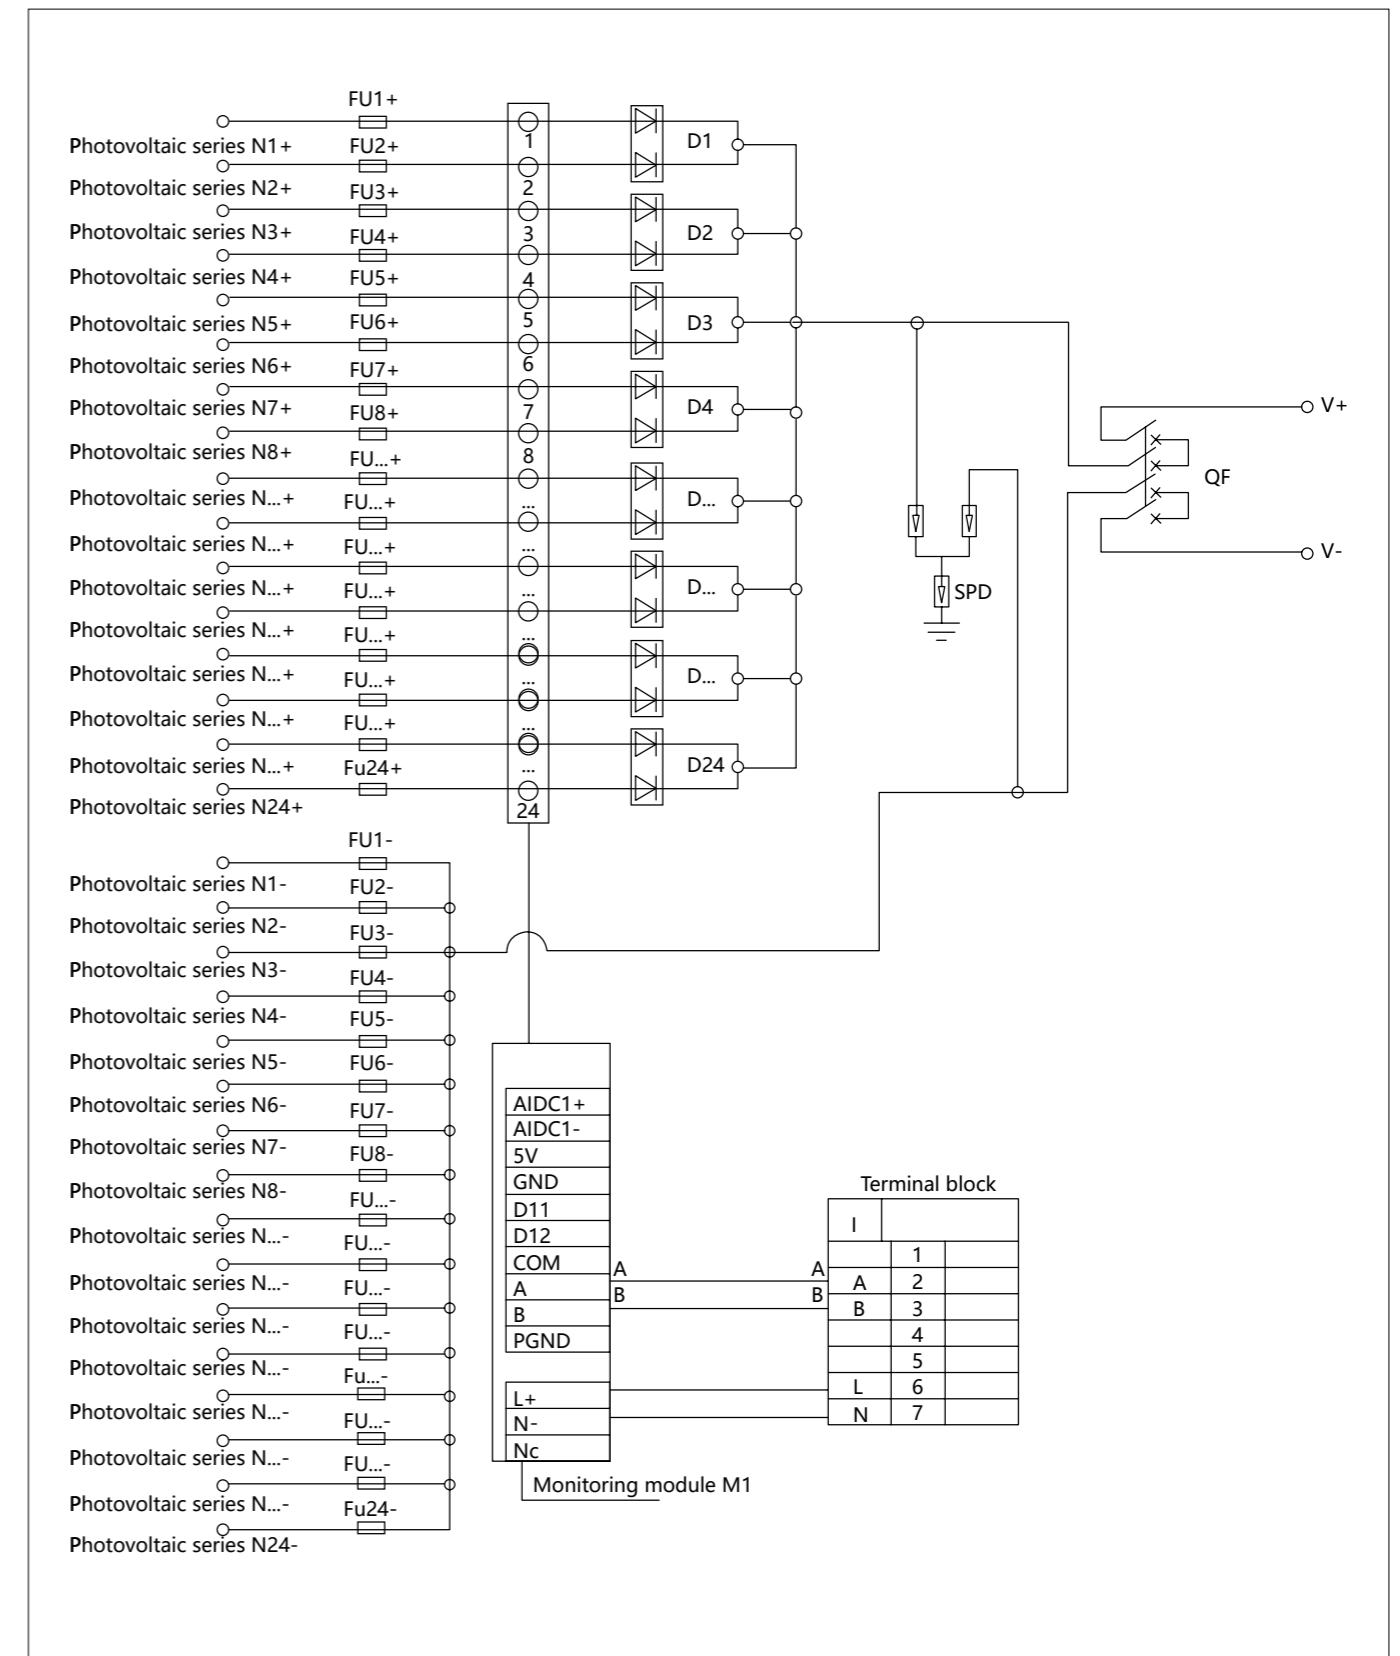 FU1+
Photovoltaic series N1+ FU2+ 1 D1
Photovoltaic series N2+ FU3+ 2
Photovoltaic series N3+ FU4+ 3 D2
Photovoltaic series N4+ FU5+ 4
Photovoltaic series N5+ FU6+ 5 D3
Photovoltaic series N6+ FU7+ 6
Photovoltaic series N7+ FU8+ 7 D4
Photovoltaic series N8+ FU...+ 8
Photovoltaic series N...+ FU...+ ... D...
Photovoltaic series N...+ FU...+ ...
Photovoltaic series N...+ FU...+ ... D...
Photovoltaic series N...+ FU...+ ...
Photovoltaic series N...+ FU...+ ... D...
Photovoltaic series N...+ FU...+ ...
Photovoltaic series N...+ Fu24+ ... D24
Photovoltaic series N24+ 24
V+
QF
V-
SPD
FU1-
Photovoltaic series N1- FU2-
Photovoltaic series N2- FU3-
Photovoltaic series N3- FU4-
Photovoltaic series N4- FU5-
Photovoltaic series N5- FU6-
Photovoltaic series N6- FU7-
Photovoltaic series N7- FU8-
Photovoltaic series N8- FU...-
Photovoltaic series N...- FU...-
Photovoltaic series N...- FU...-
Photovoltaic series N...- FU...-
Photovoltaic series N...- Fu...-
Photovoltaic series N...- FU...-
Photovoltaic series N...- FU...-
Photovoltaic series N...- Fu24-
Photovoltaic series N24-
AIDC1+
AIDC1-
5V
GND
D11
D12
COM
A A A
B B B
PGND
L+
N-
Nc
Monitoring module M1
Terminal block
I
1
A 2
B 3
4
5
L 6
N 7